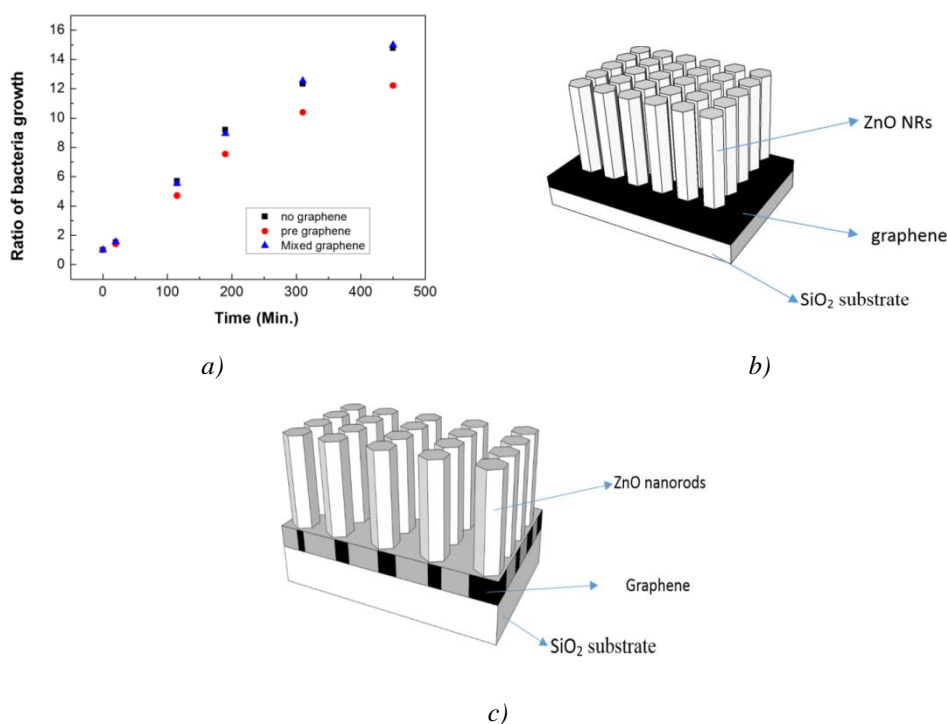 Ratio of bacteria growth
16
14
12
10
8
6
4
2
0
no graphene
pre graphene
Mixed graphene
0 100 200 300 400 500
Time (Min.)
a)
ZnO NRs
graphene
SiO₂ substrate
b)
ZnO nanorods
Graphene
SiO₂ substrate
c)